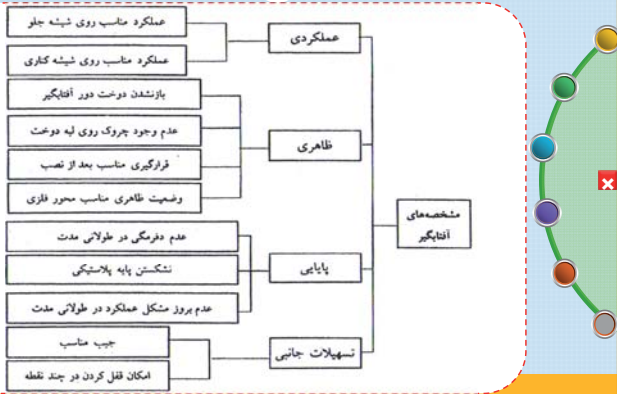 مشخصه‌های
آفتابگیر
عملکردی
عملکرد مناسب روی شیشه جلو
عملکرد مناسب روی شیشه کناری
ظاهری
بازنشدن دوخت دور آفتابگیر
عدم وجود چروک روی لبه دوخت
قرارگیری مناسب بعد از نصب
وضعیت ظاهری مناسب محور فلزی
پایایی
عدم دفرمگی در طولانی مدت
نشکستن پایه پلاستیکی
عدم بروز مشکل عملکرد در طولانی مدت
تسهیلات جانبی
جیب مناسب
امکان قفل کردن در چند نقطه